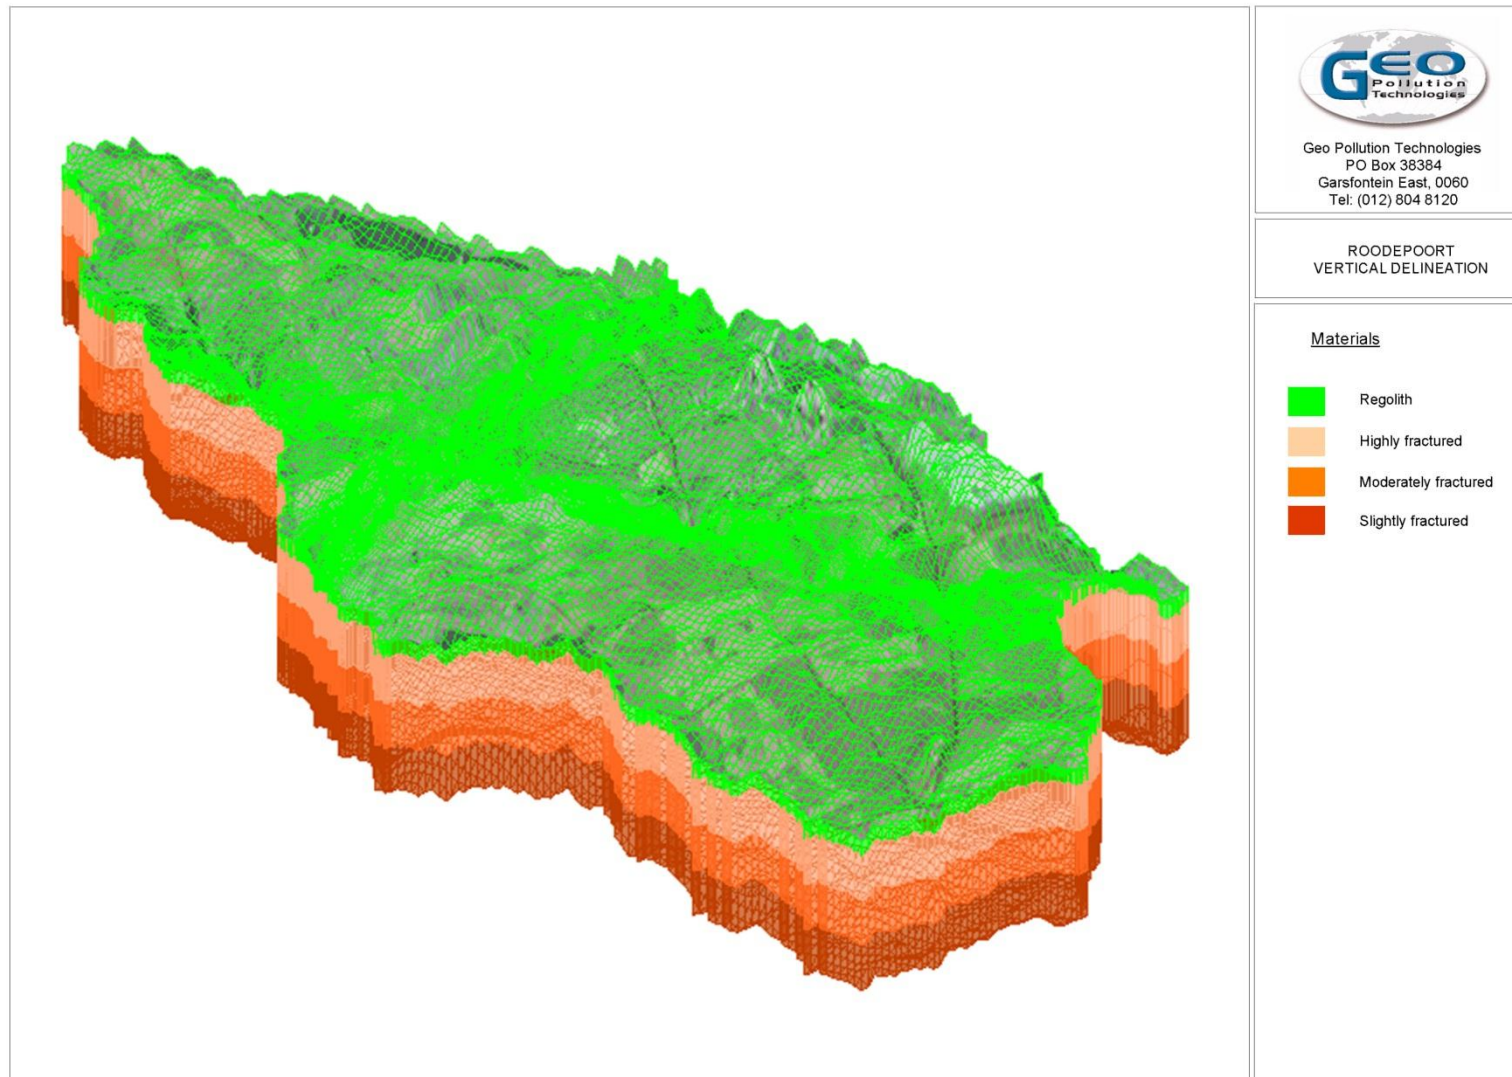 GEO
Pollution
Technologies
Geo Pollution Technologies
PO Box 38384
Garsfontein East, 0060
Tel: (012) 804 8120
ROODEPOORT
VERTICAL DELINEATION
Materials
Regolith
Highly fractured
Moderately fractured
Slightly fractured